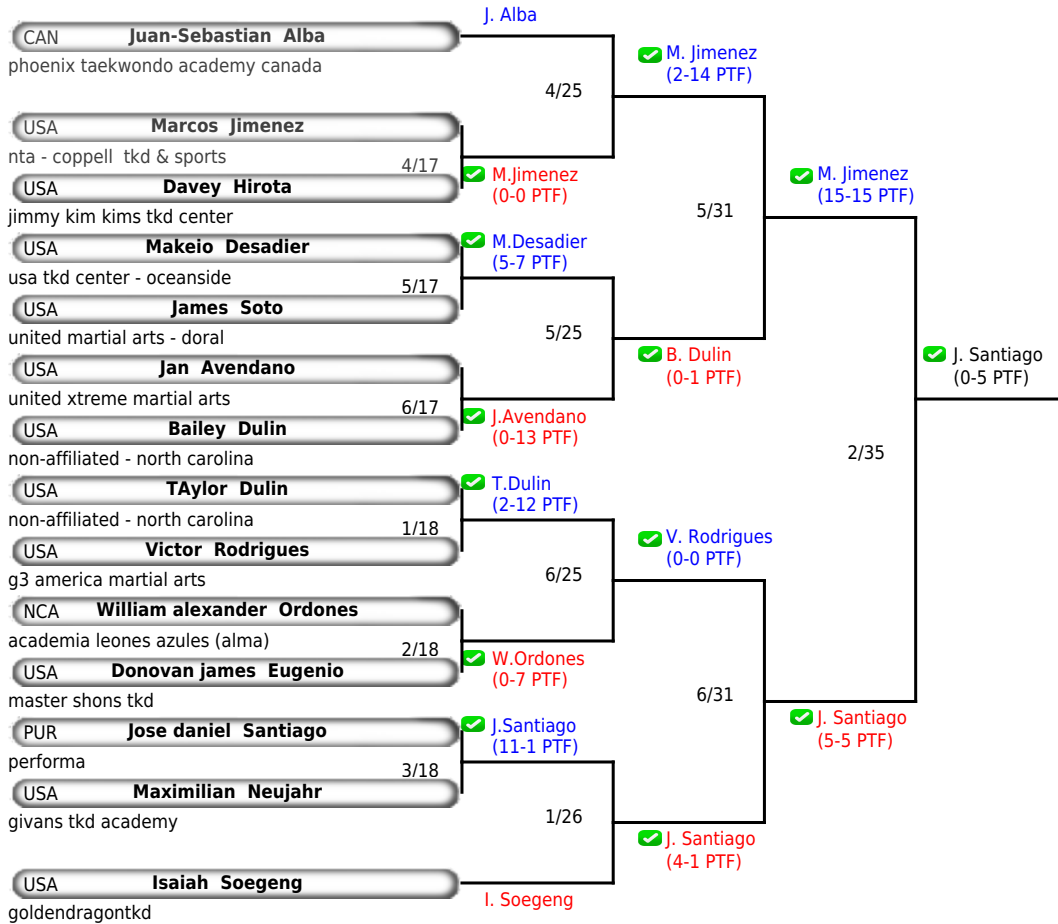 J. Alba
CAN Juan-Sebastian Alba
phoenix taekwondo academy canada
M. Jimenez
(2-14 PTF)
4/25
USA Marcos Jimenez
nta - coppell tkd & sports
4/17
M.Jimenez
(0-0 PTF)
USA Davey Hirota
jimmy kim kims tkd center
M. Jimenez
(15-15 PTF)
5/31
USA Makeio Desadier
usa tkd center - oceanside
M.Desadier
(5-7 PTF)
5/17
USA James Soto
united martial arts - doral
5/25
B. Dulin
(0-1 PTF)
J. Santiago
(0-5 PTF)
USA Jan Avendano
united xtreme martial arts
6/17
J.Avendano
(0-13 PTF)
USA Bailey Dulin
non-affiliated - north carolina
2/35
USA TAylor Dulin
non-affiliated - north carolina
T.Dulin
(2-12 PTF)
1/18
USA Victor Rodrigues
g3 america martial arts
V. Rodrigues
(0-0 PTF)
6/25
NCA William alexander Ordones
academia leones azules (alma)
2/18
W.Ordones
(0-7 PTF)
USA Donovan james Eugenio
master shons tkd
6/31
J. Santiago
(5-5 PTF)
PUR Jose daniel Santiago
performa
J.Santiago
(11-1 PTF)
3/18
USA Maximilian Neujahr
givans tkd academy
1/26
J. Santiago
(4-1 PTF)
USA Isaiah Soegeng
goldendragontkd
I. Soegeng